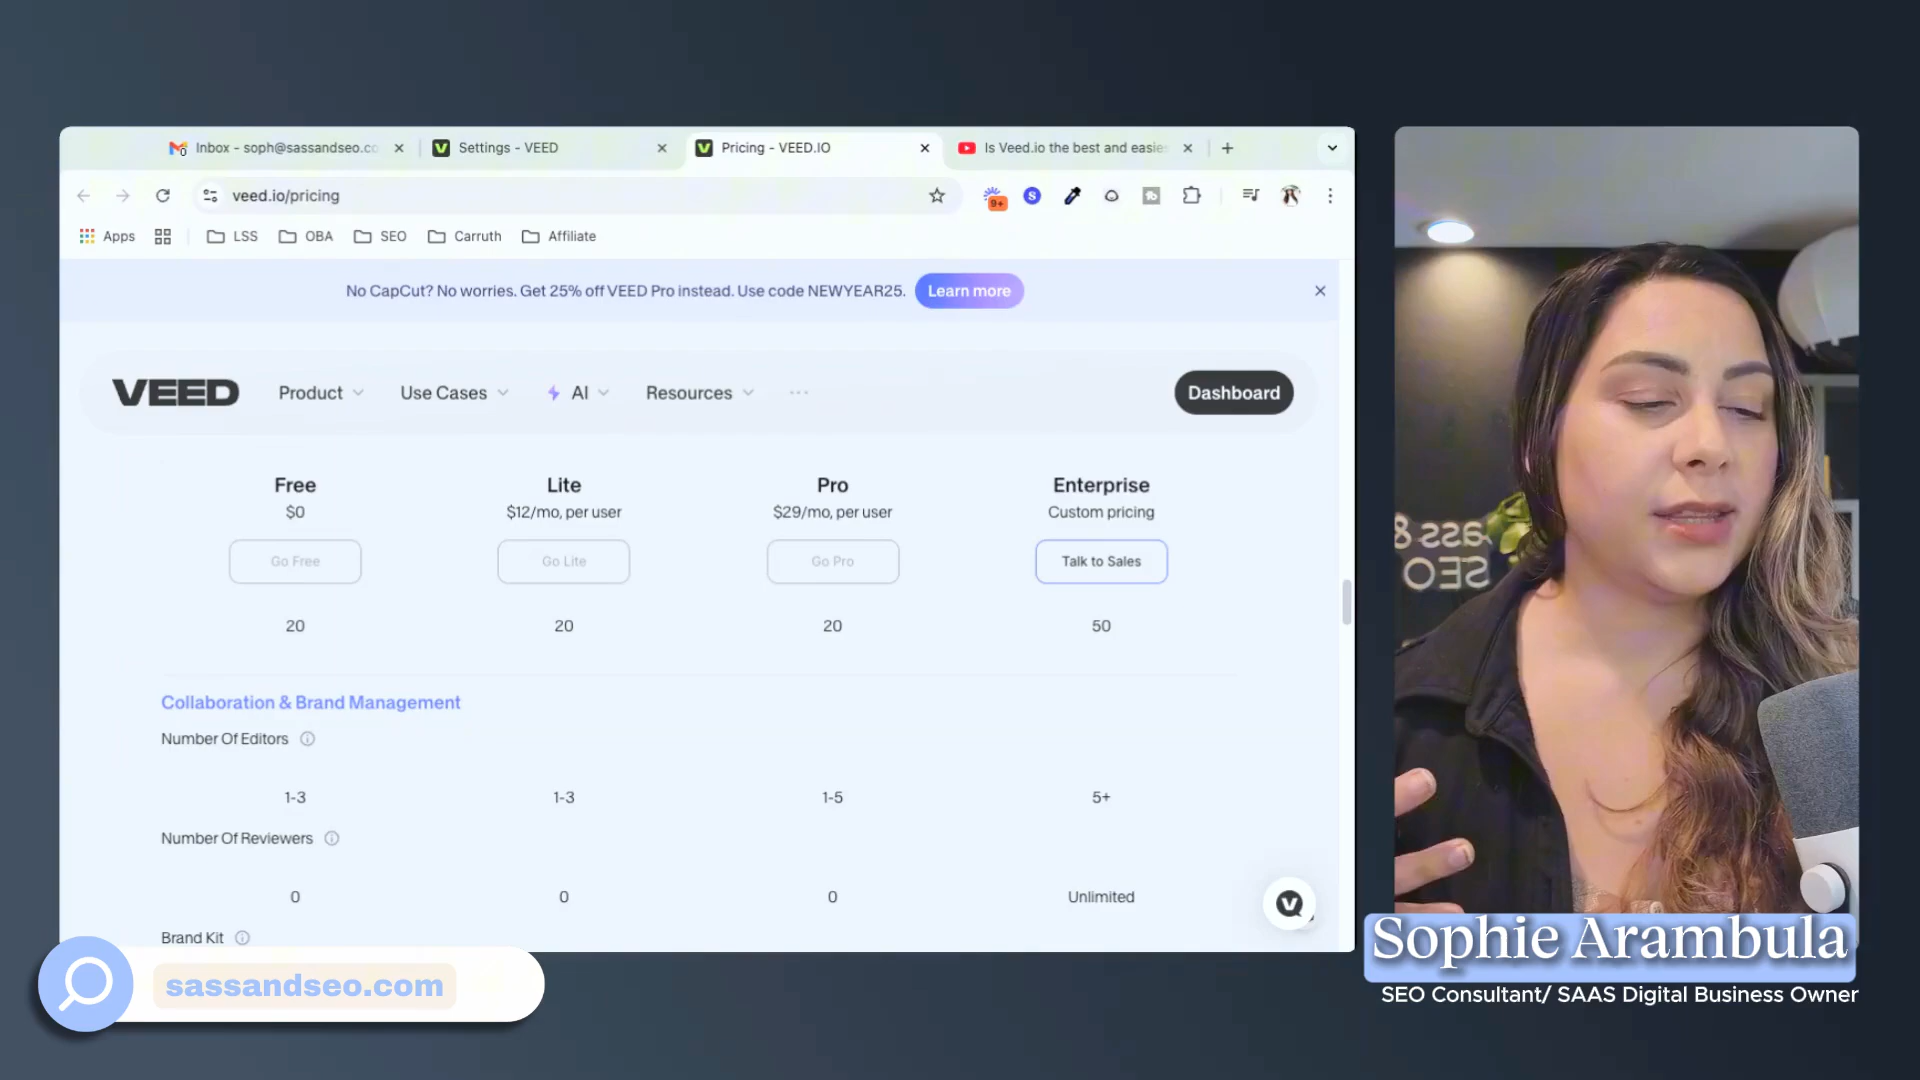 Inbox - soph@sassandseo.co
Settings - VEED
Pricing - VEED.IO
Is Veed.io the best and easies
veed.io/pricing
9+
S
Apps
LSS
OBA
SEO
Carruth
Affiliate
No CapCut? No worries. Get 25% off VEED Pro instead. Use code NEWYEAR25.
Learn more
VEED
Product
Use Cases
AI
Resources
Dashboard
Free
Lite
Pro
Enterprise
$0
$12/mo, per user
$29/mo, per user
Custom pricing
Go Free
Go Lite
Go Pro
Talk to Sales
20
20
20
50
Collaboration & Brand Management
Number Of Editors
1-3
1-3
1-5
5+
Number Of Reviewers
0
0
0
Unlimited
Brand Kit
sass &
SEO
Sophie Arambula
SEO Consultant/ SAAS Digital Business Owner
sassandseo.com